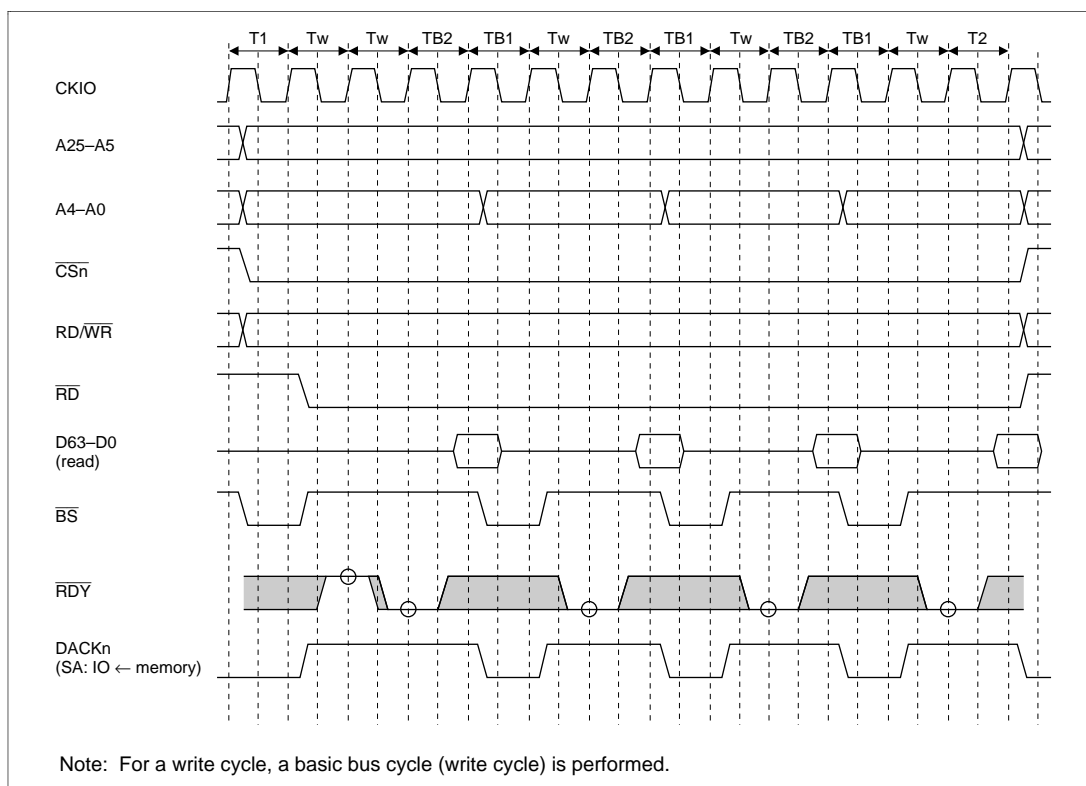 T1 Tw Tw TB2 TB1 Tw TB2 TB1 Tw TB2 TB1 Tw T2
CKIO
A25–A5
A4–A0
CSn
RD/WR
RD
D63–D0
(read)
BS
RDY
DACKn
(SA: IO ← memory)
Note: For a write cycle, a basic bus cycle (write cycle) is performed.